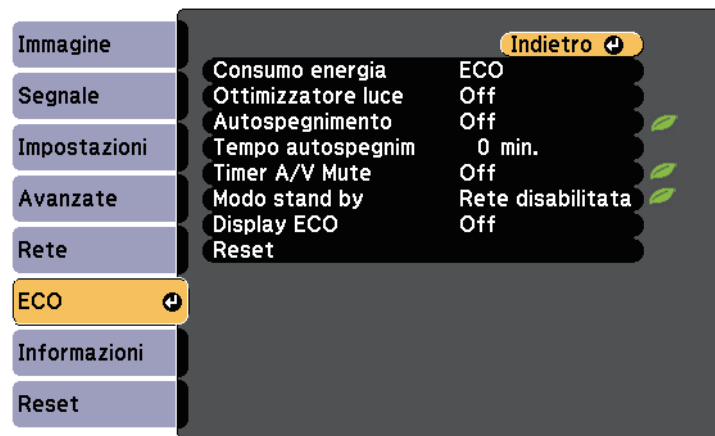 Immagine
Segnale
Impostazioni
Avanzate
Rete
ECO
Informazioni
Reset
Indietro
Consumo energia ECO
Ottimizzatore luce Off
Autospegnimento Off
Tempo autospegnim 0 min.
Timer A/V Mute Off
Modo stand by Rete disabilitata
Display ECO Off
Reset